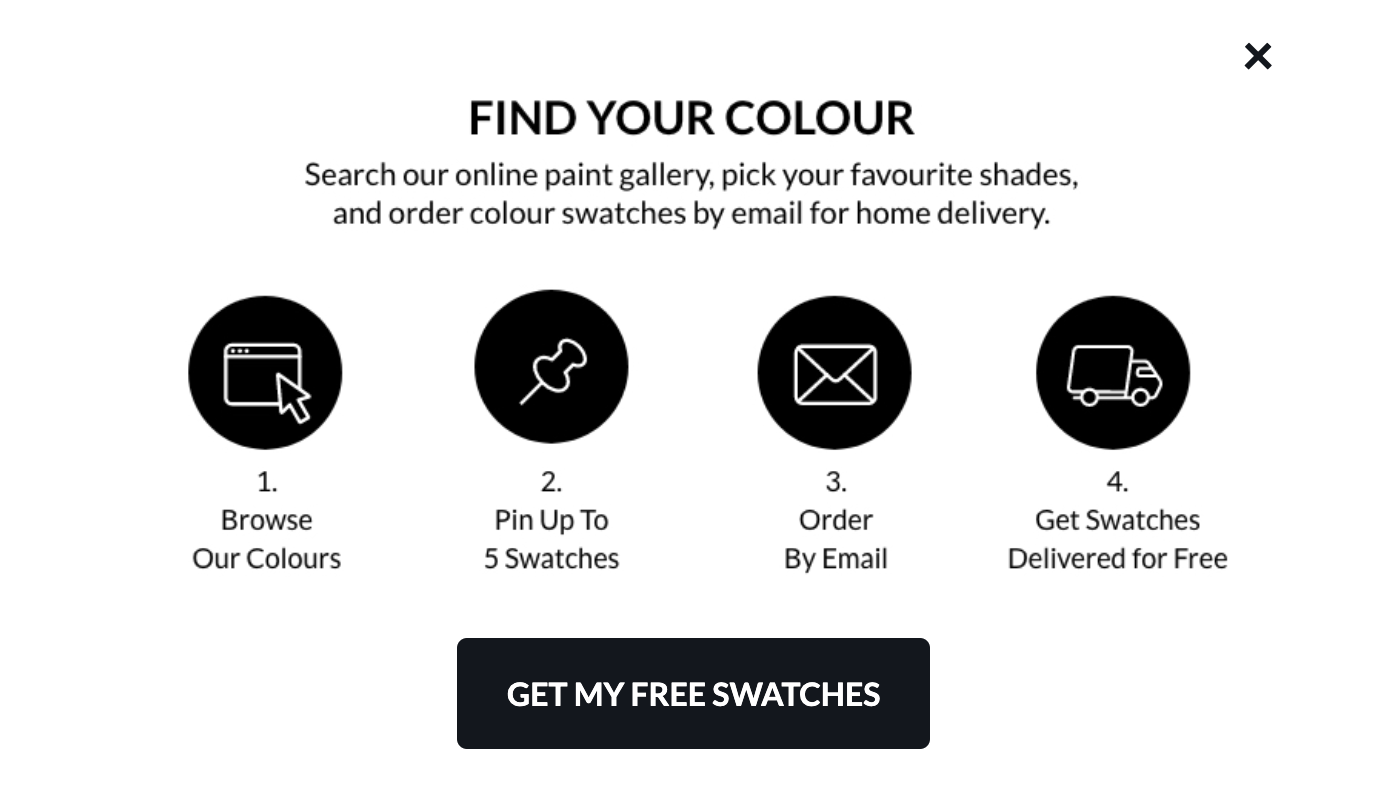 FIND YOUR COLOUR
Search our online paint gallery, pick your favourite shades,
and order colour swatches by email for home delivery.
1.
Browse
Our Colours
2.
Pin Up To
5 Swatches
3.
Order
By Email
4.
Get Swatches
Delivered for Free
GET MY FREE SWATCHES